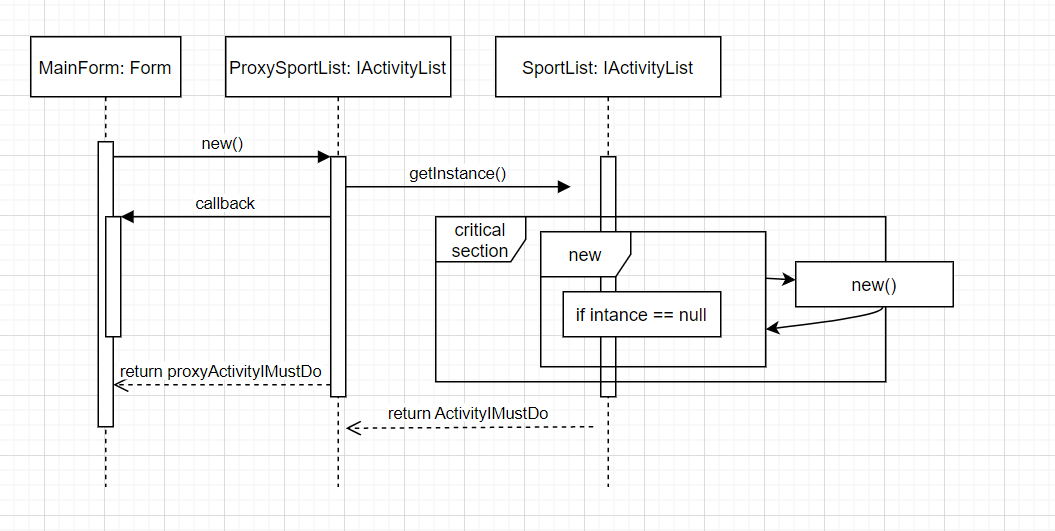 MainForm: Form
ProxySportList: IActivityList
SportList: IActivityList
new()
getInstance()
callback
critical
section
new
new()
if intance == null
return proxyActivityIMustDo
return ActivityIMustDo